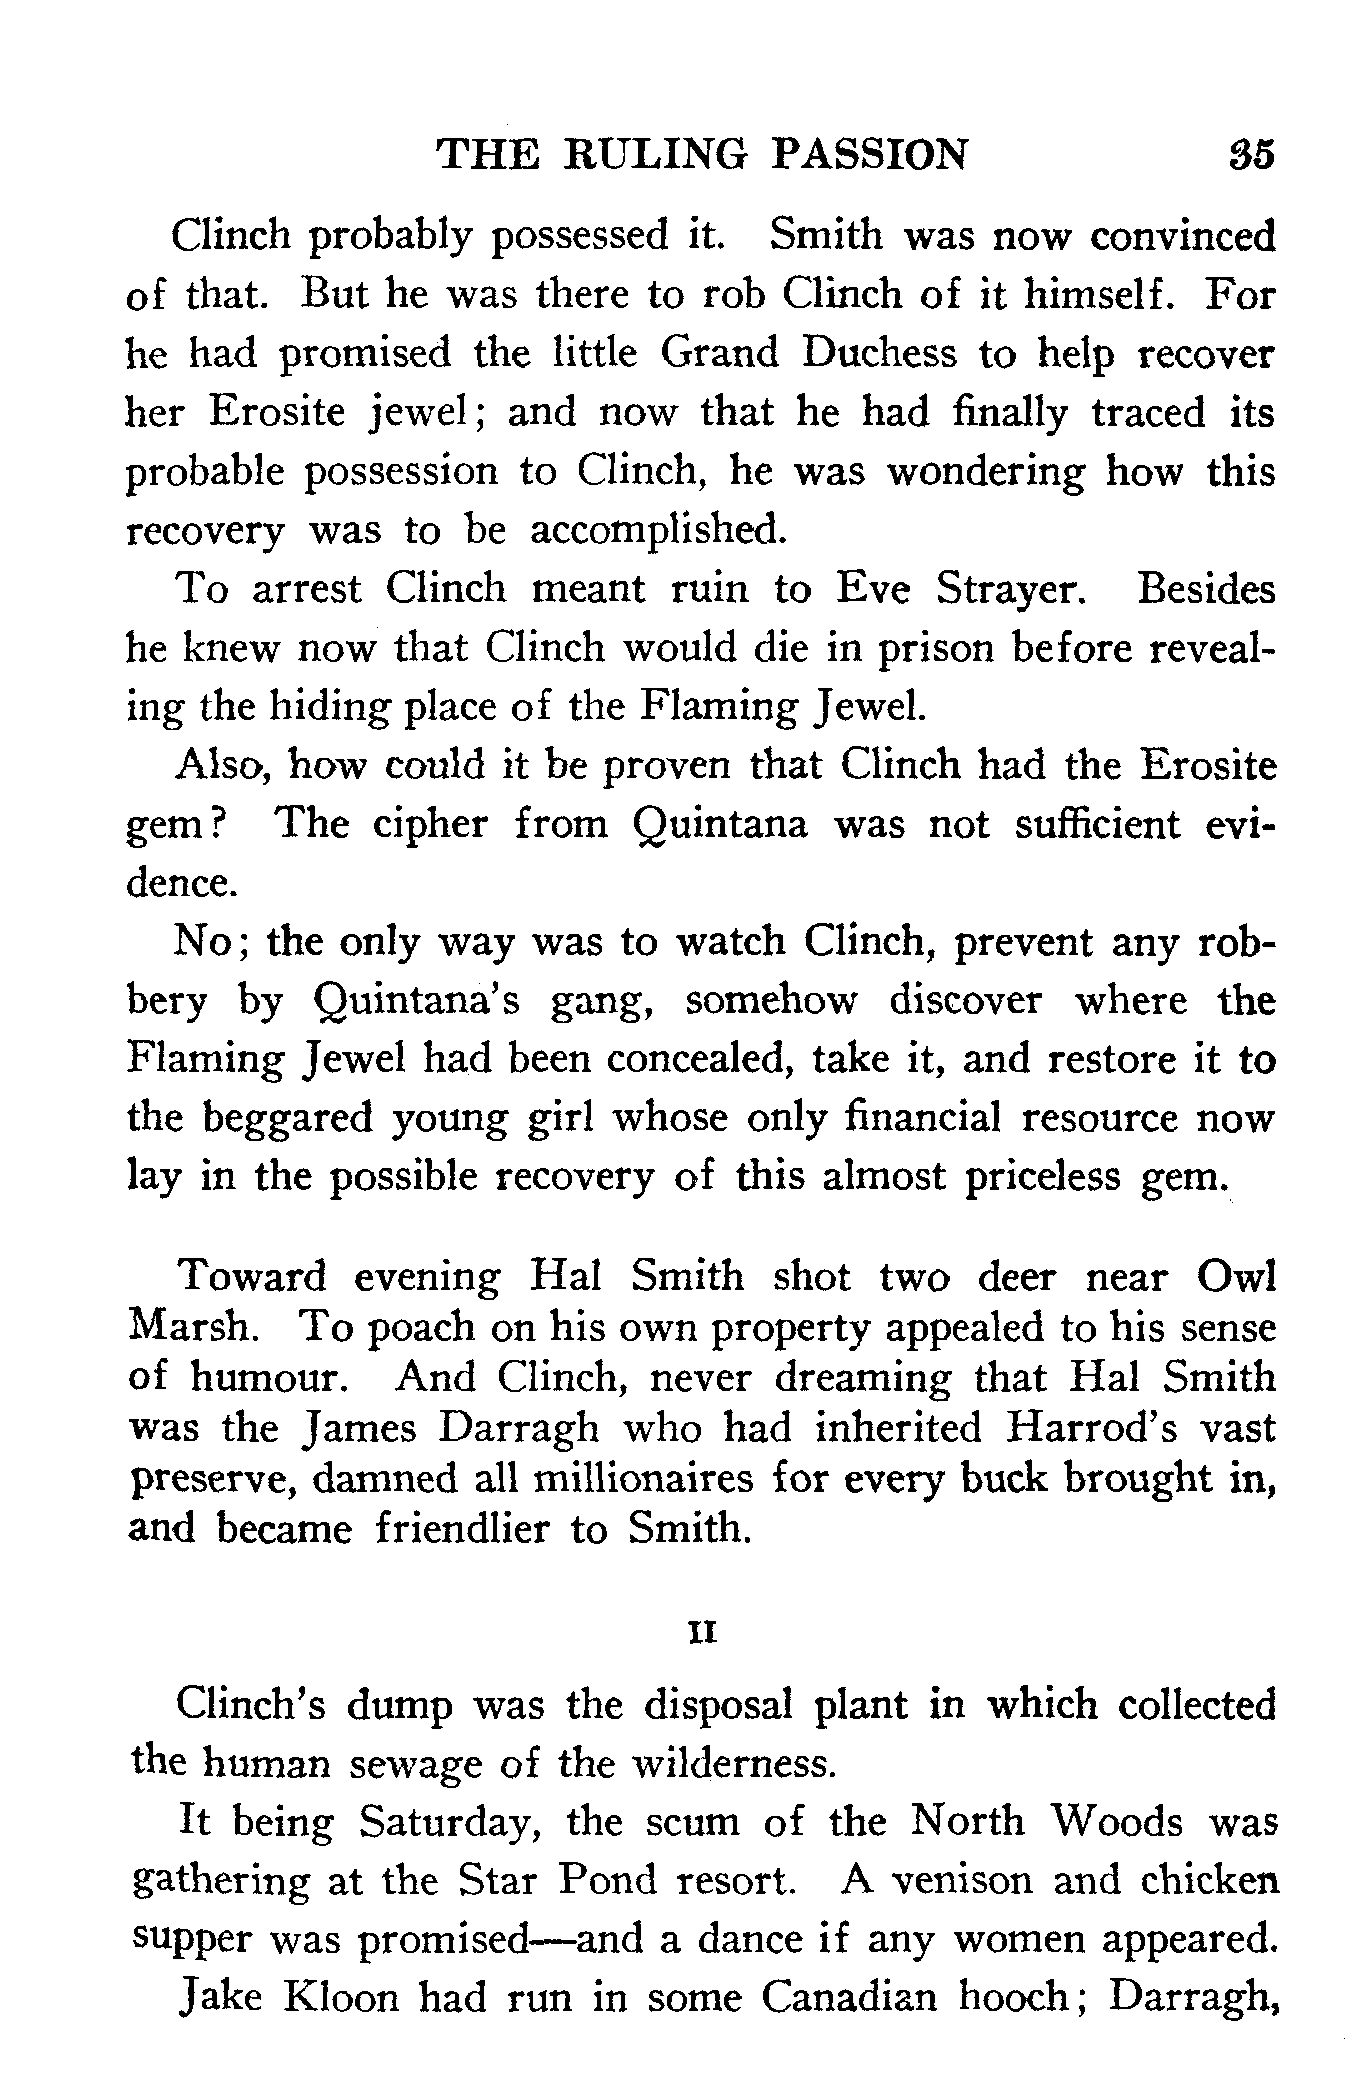 THE RULING PASSION 35
Clinch probably possessed it. Smith was now convinced
of that. But he was there to rob Clinch of it himself. For
he had promised the little Grand Duchess to help recover
her Erosite jewel; and now that he had finally traced its
probable possession to Clinch, he was wondering how this
recovery was to be accomplished.
To arrest Clinch meant ruin to Eve Strayer. Besides
he knew now that Clinch would die in prison before reveal-
ing the hiding place of the Flaming Jewel.
Also, how could it be proven that Clinch had the Erosite
gem? The cipher from Quintana was not sufficient evi-
dence.
No; the only way was to watch Clinch, prevent any rob-
bery by Quintana's gang, somehow discover where the
Flaming Jewel had been concealed, take it, and restore it to
the beggared young girl whose only financial resource now
lay in the possible recovery of this almost priceless gem.
Toward evening Hal Smith shot two deer near Owl
Marsh. To poach on his own property appealed to his sense
of humour. And Clinch, never dreaming that Hal Smith
was the James Darragh who had inherited Harrod's vast
preserve, damned all millionaires for every buck brought in,
and became friendlier to Smith.
II
Clinch's dump was the disposal plant in which collected
the human sewage of the wilderness.
It being Saturday, the scum of the North Woods was
gathering at the Star Pond resort. A venison and chicken
supper was promised—and a dance if any women appeared.
Jake Kloon had run in some Canadian hooch; Darragh,